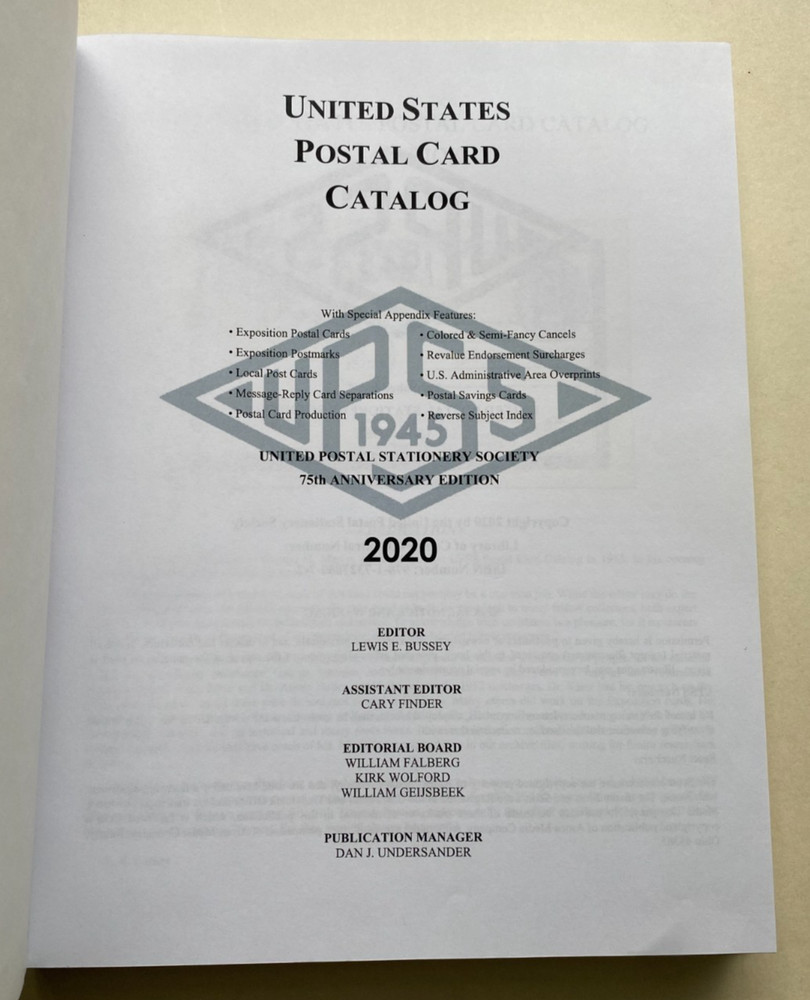 UNITED STATES
POSTAL CARD
CATALOG
With Special Appendix Features:
• Exposition Postal Cards
• Colored & Semi-Fancy Cancels
• Exposition Postmarks
• Revalue Endorsement Surcharges
• Local Post Cards
• U.S. Administrative Area Overprints
• Message-Reply Card Separations
• Postal Savings Cards
• Postal Card Production
• Reverse Subject Index
UPSS
1945
UNITED POSTAL STATIONERY SOCIETY
75th ANNIVERSARY EDITION
2020
EDITOR
LEWIS E. BUSSEY
ASSISTANT EDITOR
CARY FINDER
EDITORIAL BOARD
WILLIAM FALBERG
KIRK WOLFORD
WILLIAM GEIJSBEEK
PUBLICATION MANAGER
DAN J. UNDERSANDER